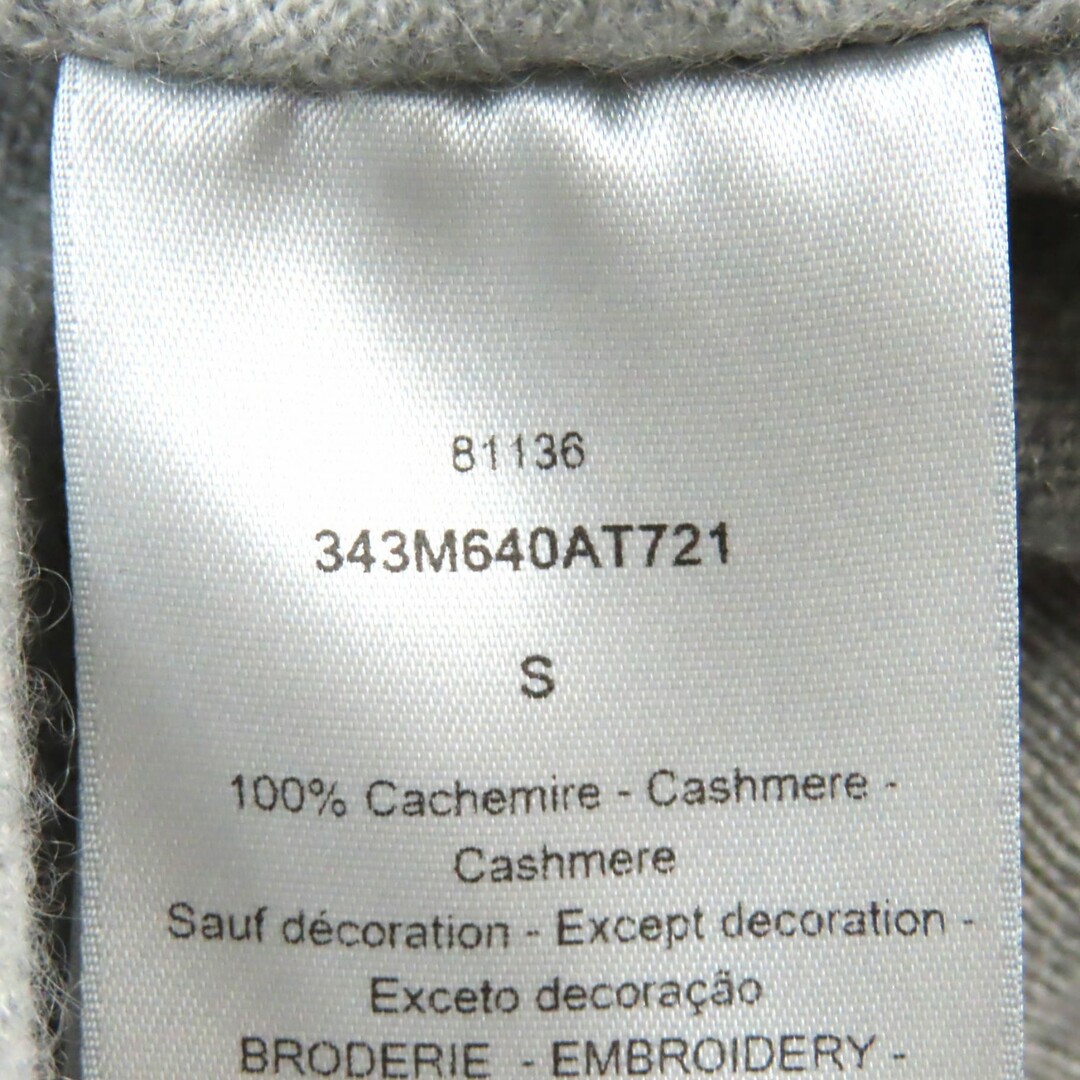 81136
343M640AT721
S
100% Cachemire - Cashmere -
Cashmere
Sauf décoration - Except decoration -
Exceto decoração
BRODERIE - EMBROIDERY -